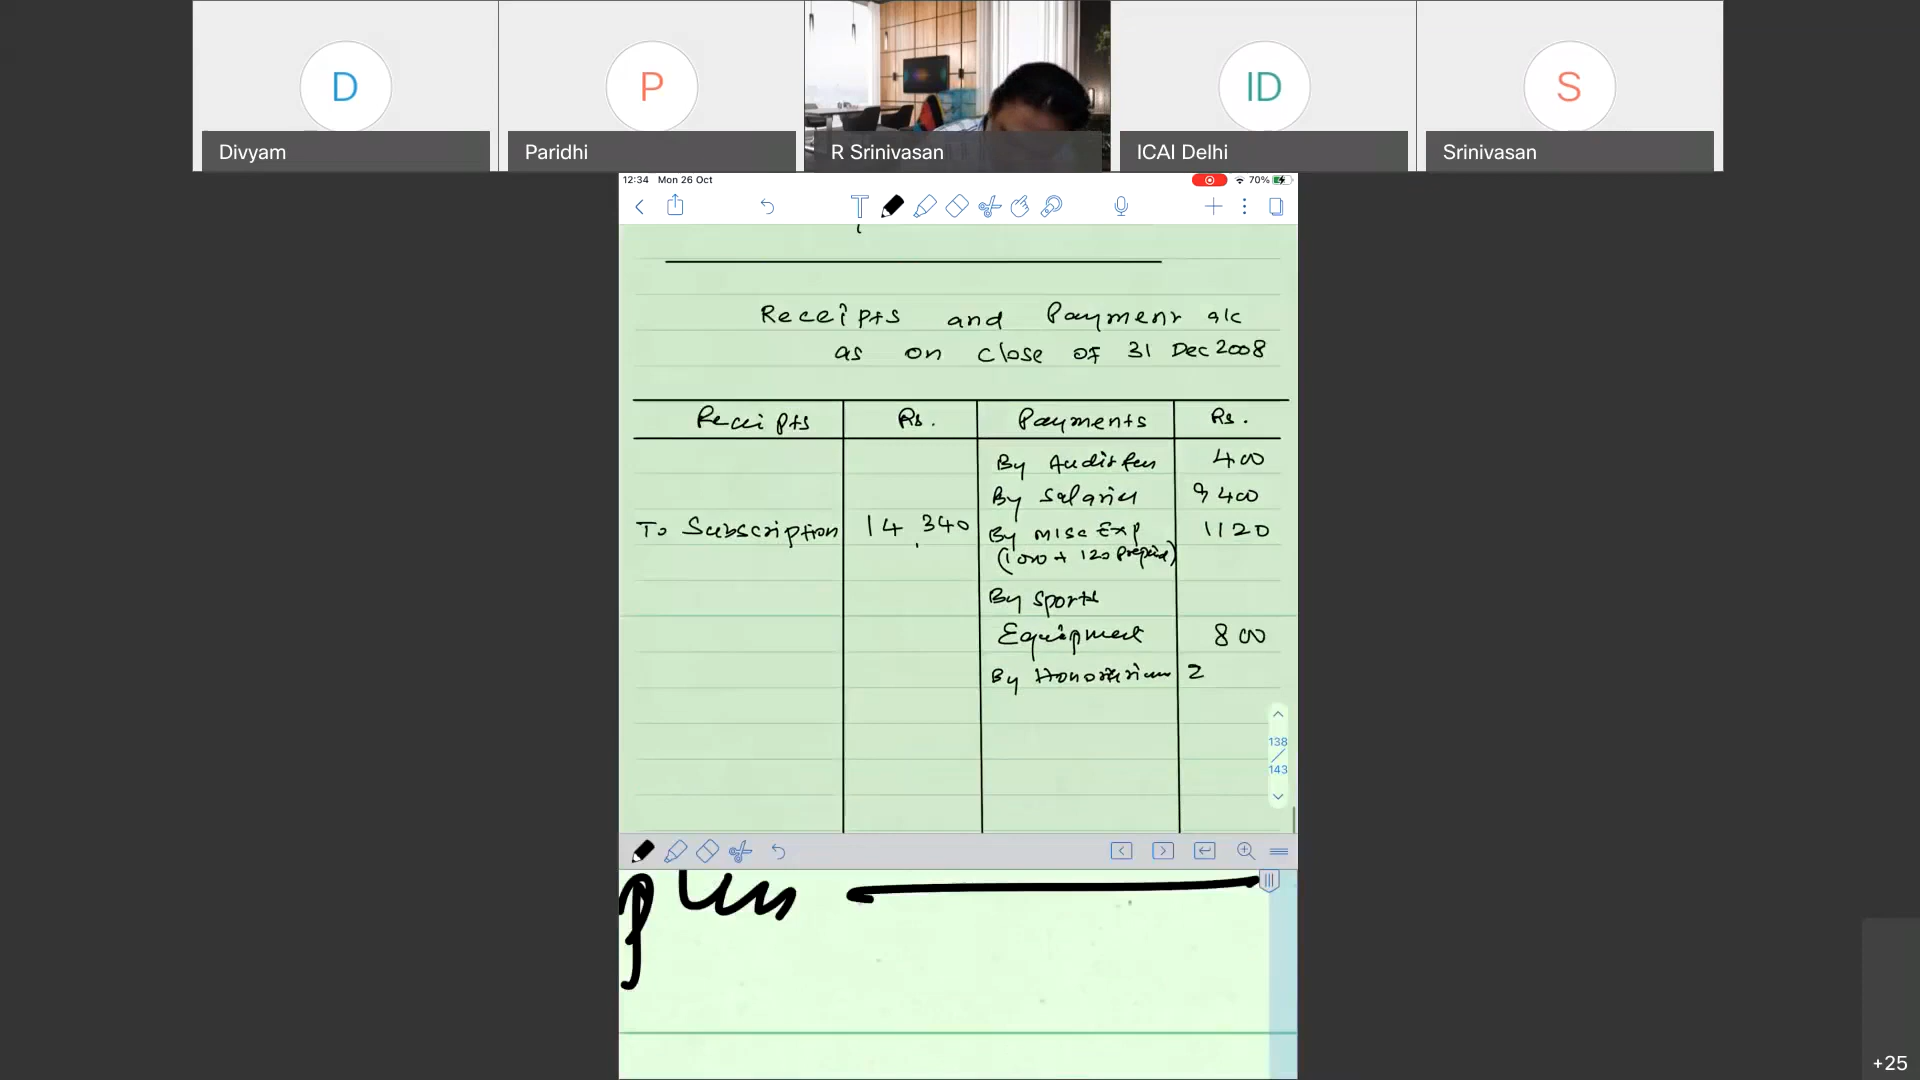 D
P
ID
S
Divyam
Paridhi
R Srinivasan
ICAI Delhi
Srinivasan
12:34 Mon 26 Oct
70%
T
Receipts and Payment a/c
as on close of 31 Dec 2008
Receipts Rs. Payments Rs.
By Audit fees 400
By Salaries 9400
To Subscription 14,340 By Misc Exp 1120
(1000 + 120 Prepaid)
By Sports
Equipment 800
By Honorarium 2
138
143
+25